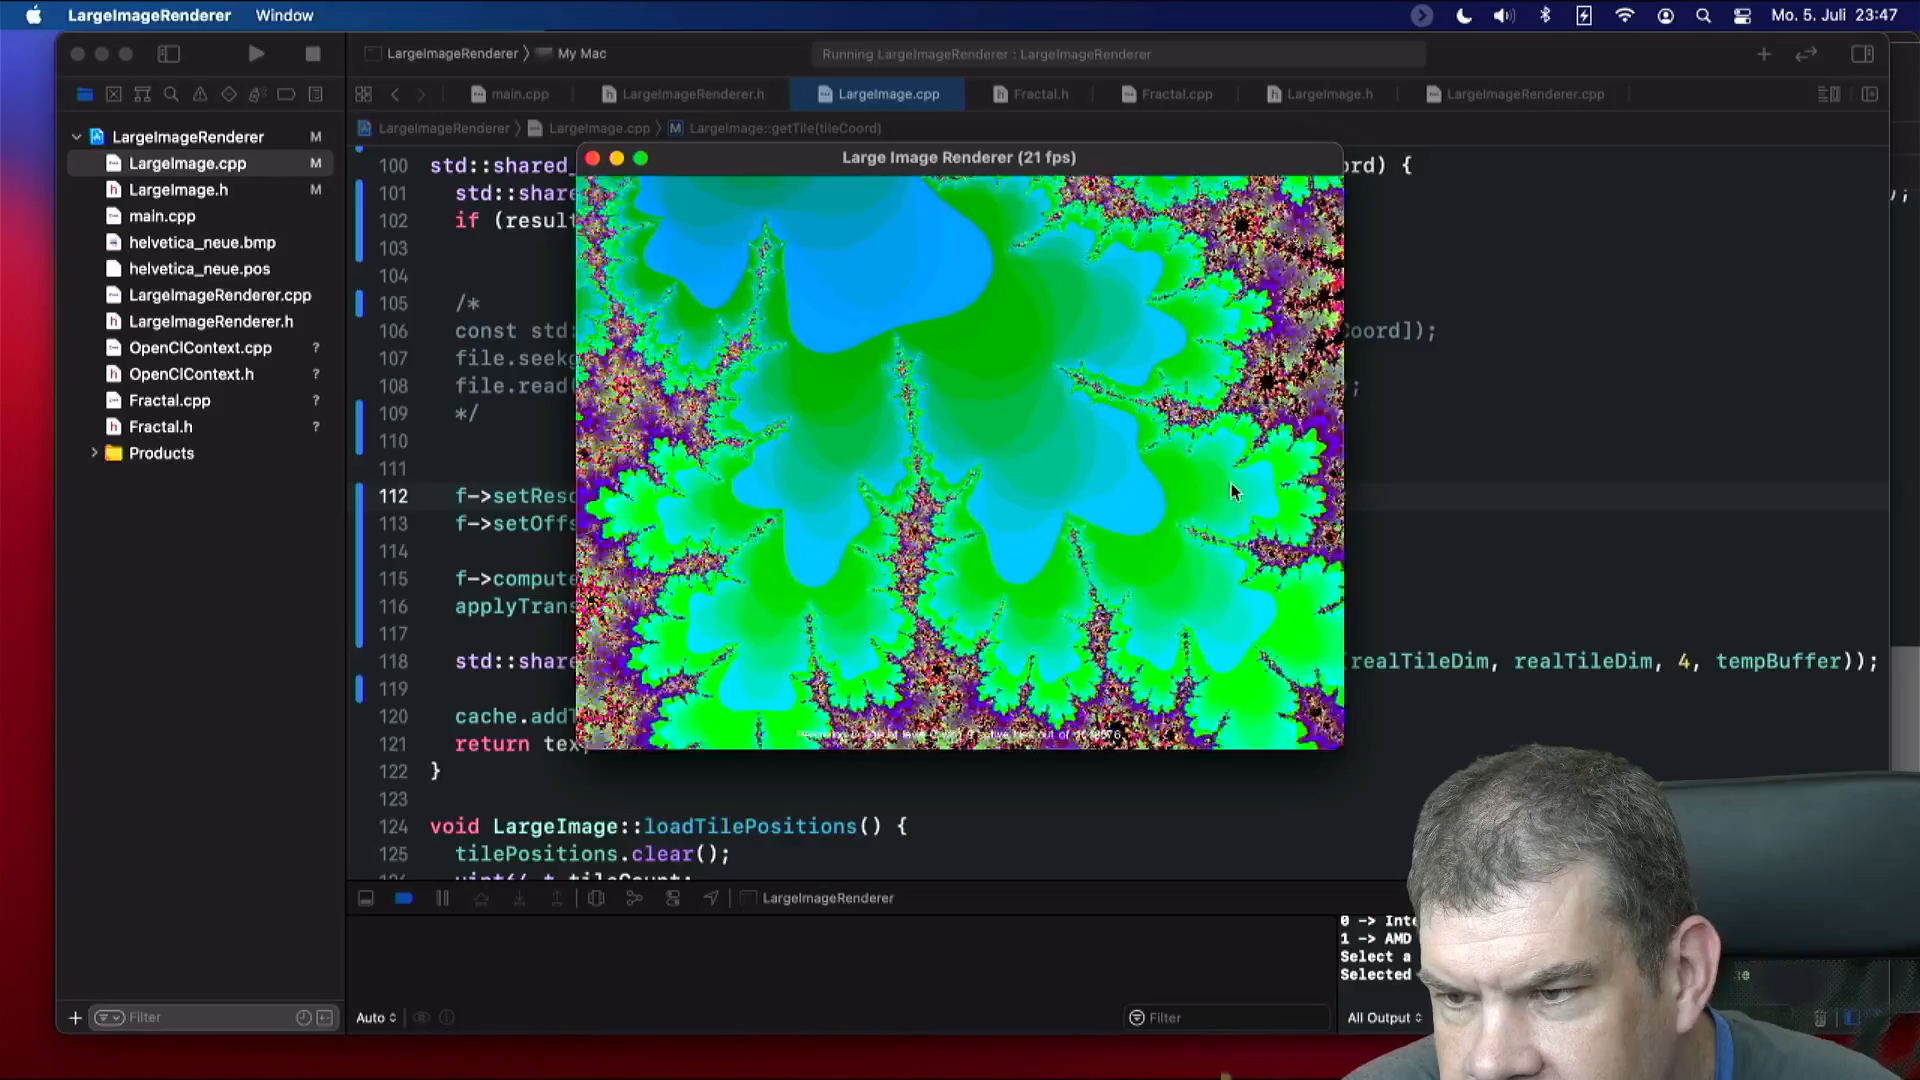 LargeImageRenderer Window Mo. 5. Juli 23:47
LargeImageRenderer My Mac Running LargeImageRenderer : LargeImageRenderer
main.cpp LargeImageRenderer.h LargeImage.cpp Fractal.h Fractal.cpp LargeImage.h LargeImageRenderer.cpp
LargeImageRenderer LargeImage.cpp LargeImage::getTile(tileCoord)
LargeImageRenderer M
LargeImage.cpp M
LargeImage.h M
main.cpp
helvetica_neue.bmp
helvetica_neue.pos
LargeImageRenderer.cpp
LargeImageRenderer.h
OpenClContext.cpp ?
OpenClContext.h ?
Fractal.cpp ?
Fractal.h ?
Products
Filter
Large Image Renderer (21 fps)
100 std::shared_ ord) {
101 std::share
102 if (result
103
104
105 /*
106 const std: Coord]);
107 file.seekg
108 file.read( ;
109 */
110
111
112 f->setReso
113 f->setOffs
114
115 f->compute
116 applyTrans
117
118 std::share (realTileDim, realTileDim, 4, tempBuffer));
119
120 cache.addT
121 return tex
122 }
123
124 void LargeImage::loadTilePositions() {
125 tilePositions.clear();
LargeImageRenderer
0 -> Inte
1 -> AMD
Select a
Selected
Auto Filter All Output